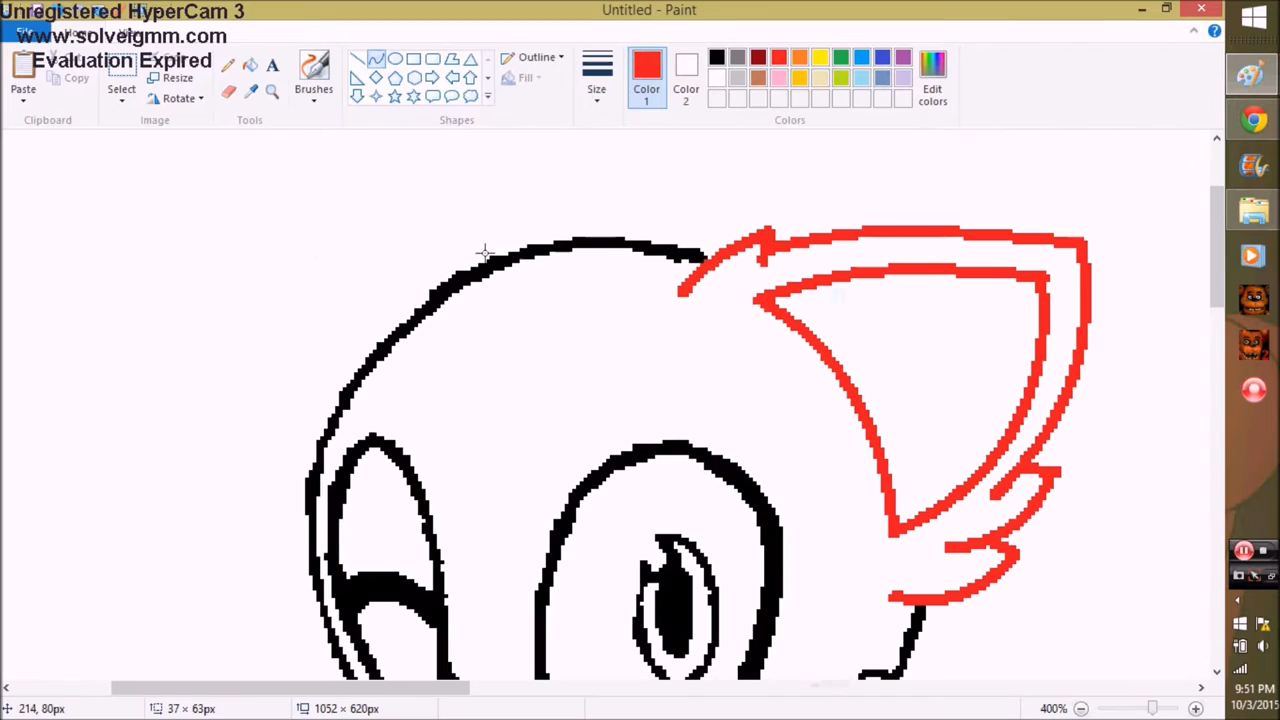 Unregistered HyperCam 3
Untitled - Paint
www.solveigmm.com
Evaluation Expired
Paste
Cut
Copy
Clipboard
Select
Resize
Rotate
Image
Tools
Brushes
Shapes
Outline
Fill
Size
Color 1
Color 2
Colors
Edit colors
214, 80px
37 × 63px
1052 × 620px
400%
9:51 PM
10/3/2015